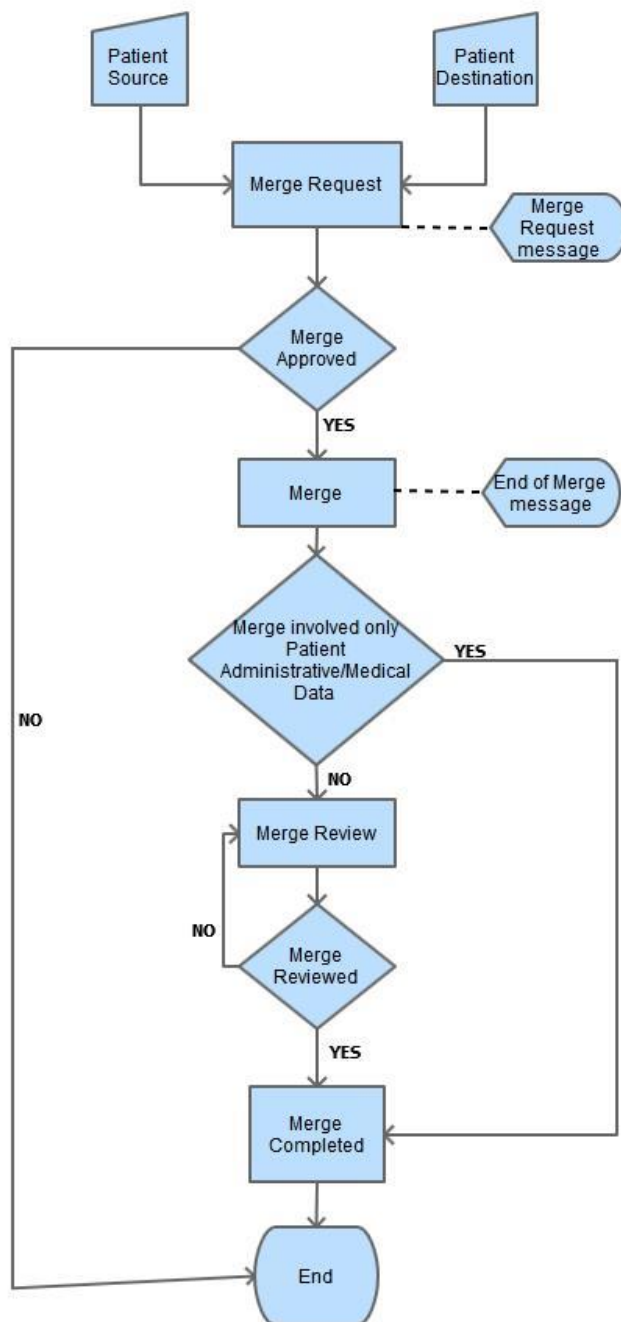 Patient
Source
Patient
Destination
Merge Request
Merge
Request
message
Merge
Approved
YES
Merge
End of Merge
message
Merge involved only
Patient
Administrative/Medical
Data
YES
NO
NO
Merge Review
NO
Merge
Reviewed
YES
Merge
Completed
End